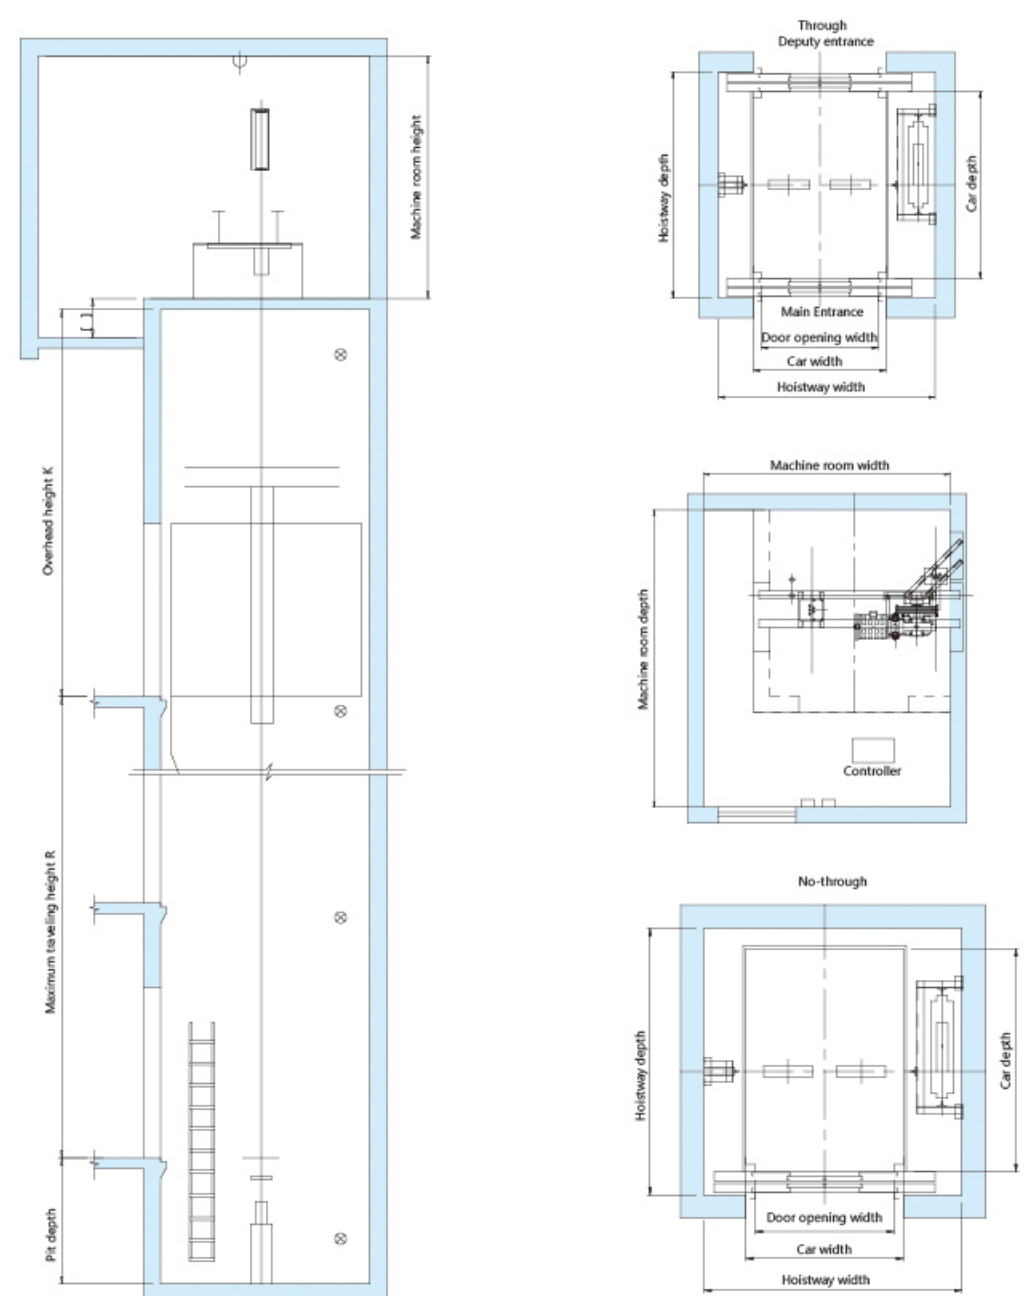 Machine room height
Overhead height K
Maximum traveling height R
Pit depth
Through
Deputy entrance
Hoistway depth
Car depth
Main Entrance
Door opening width
Car width
Hoistway width
Machine room width
Machine room depth
Controller
No-through
Hoistway depth
Car depth
Door opening width
Car width
Hoistway width